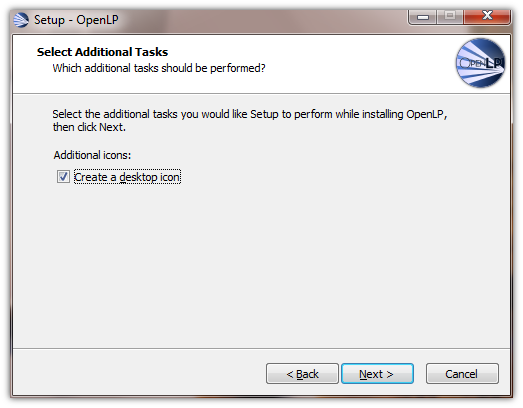 Setup - OpenLP
Select Additional Tasks
Which additional tasks should be performed?
OPENLP
Select the additional tasks you would like Setup to perform while installing OpenLP,
then click Next.
Additional icons:
Create a desktop icon
< Back Next > Cancel